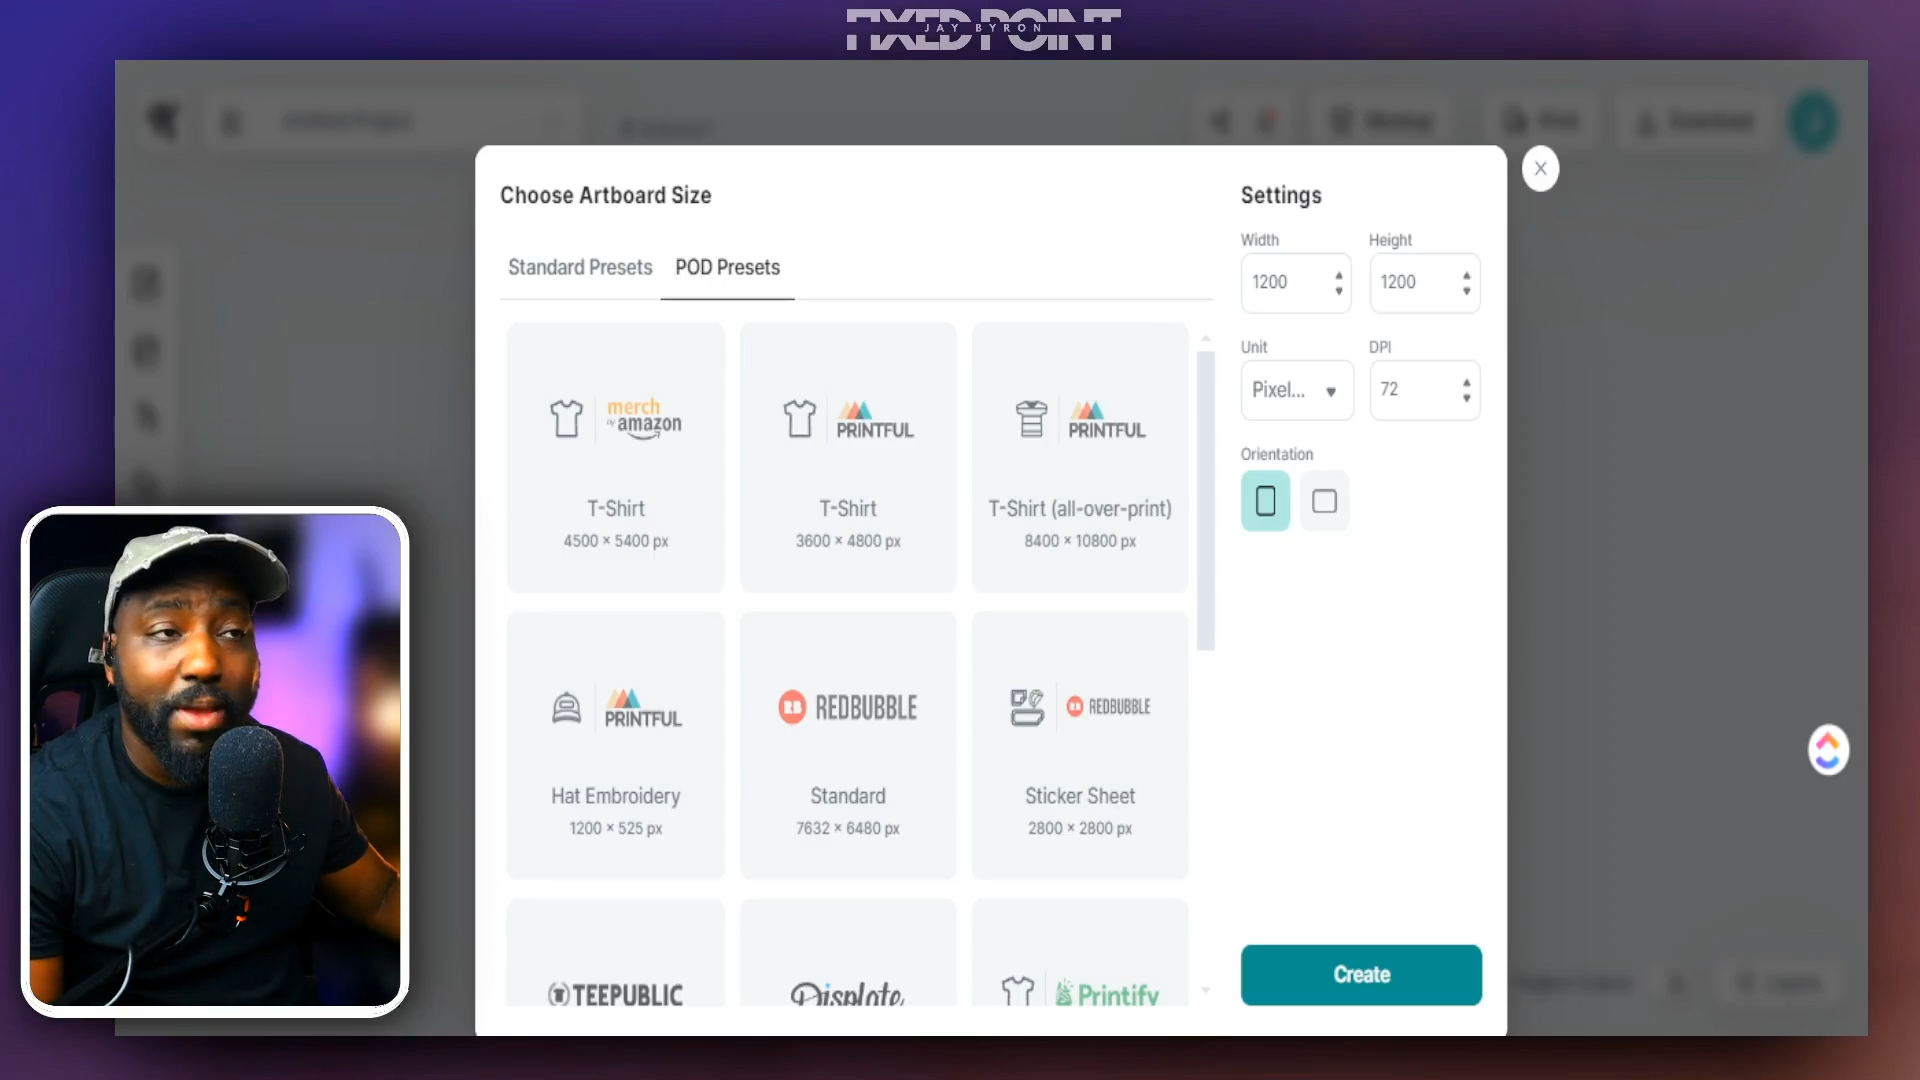 FIXED POINT
JAY BYRON
Choose Artboard Size
Settings
Standard Presets
POD Presets
Width
Height
1200
1200
Unit
DPI
Pixel...
72
Orientation
merch
by amazon
T-Shirt
4500 × 5400 px
PRINTFUL
T-Shirt
3600 × 4800 px
PRINTFUL
T-Shirt (all-over-print)
8400 × 10800 px
PRINTFUL
Hat Embroidery
1200 × 525 px
RB REDBUBBLE
Standard
7632 × 6480 px
RB REDBUBBLE
Sticker Sheet
2800 × 2800 px
TEEPUBLIC
Displate
Printify
Create